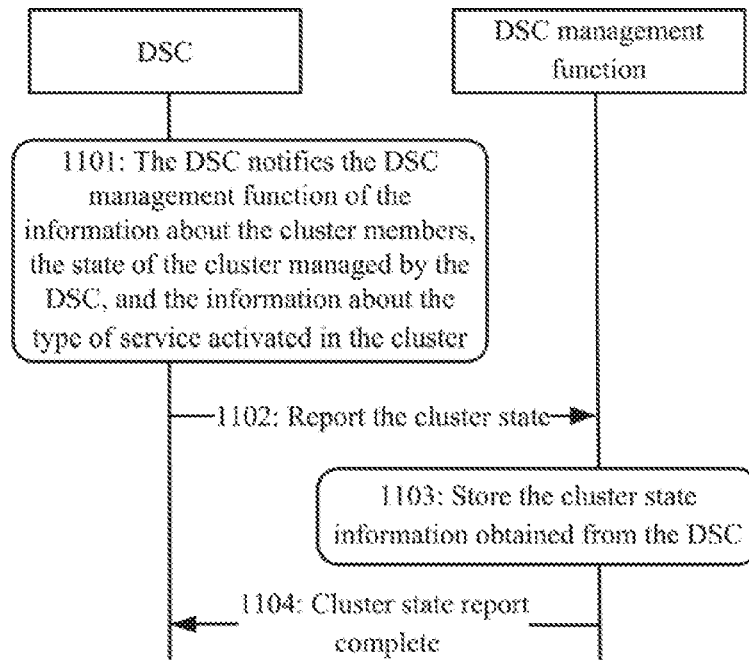 DSC
DSC management
function
1101: The DSC notifies the DSC
management function of the
information about the cluster members,
the state of the cluster managed by the
DSC, and the information about the
type of service activated in the cluster
1102: Report the cluster state
1103: Store the cluster state
information obtained from the DSC
1104: Cluster state report
complete